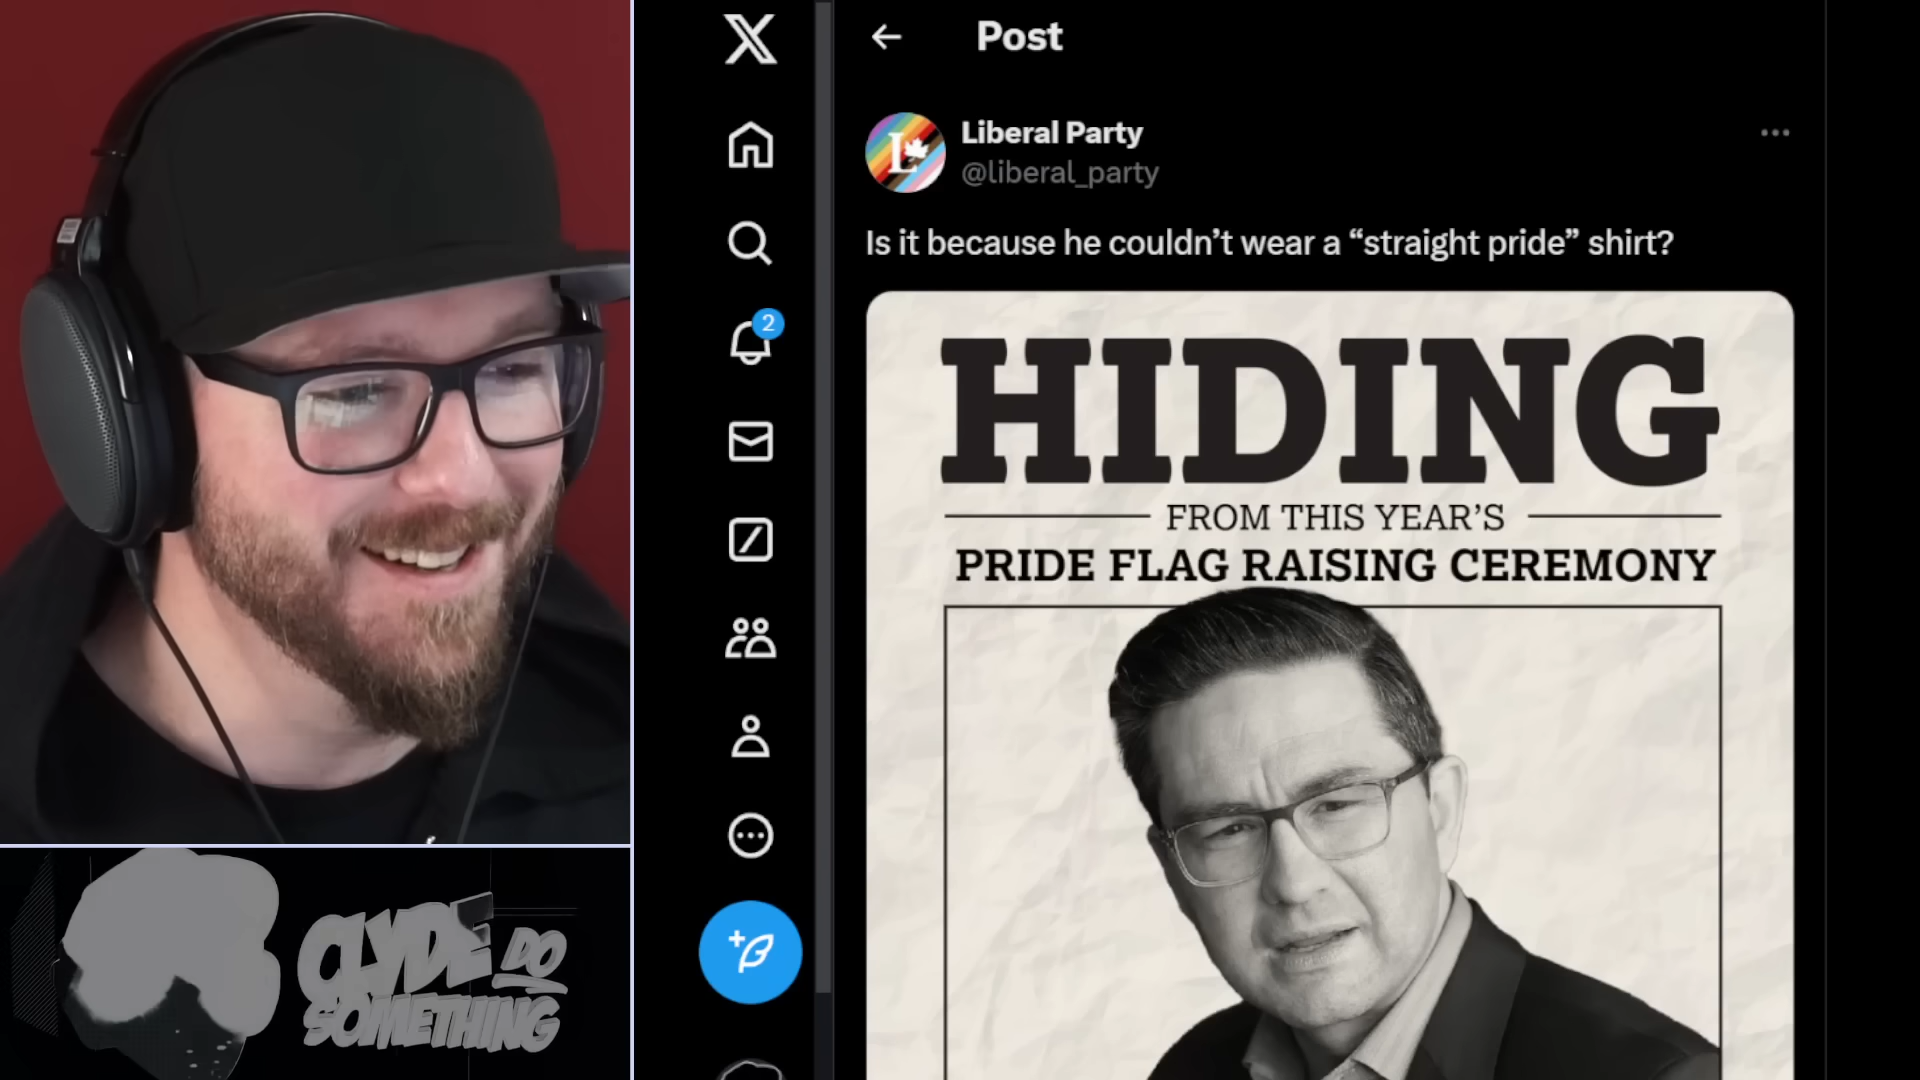 Post
Liberal Party
@liberal_party
Is it because he couldn’t wear a “straight pride” shirt?
HIDING
FROM THIS YEAR’S
PRIDE FLAG RAISING CEREMONY
2
L
CLYDE DO
SOMETHING